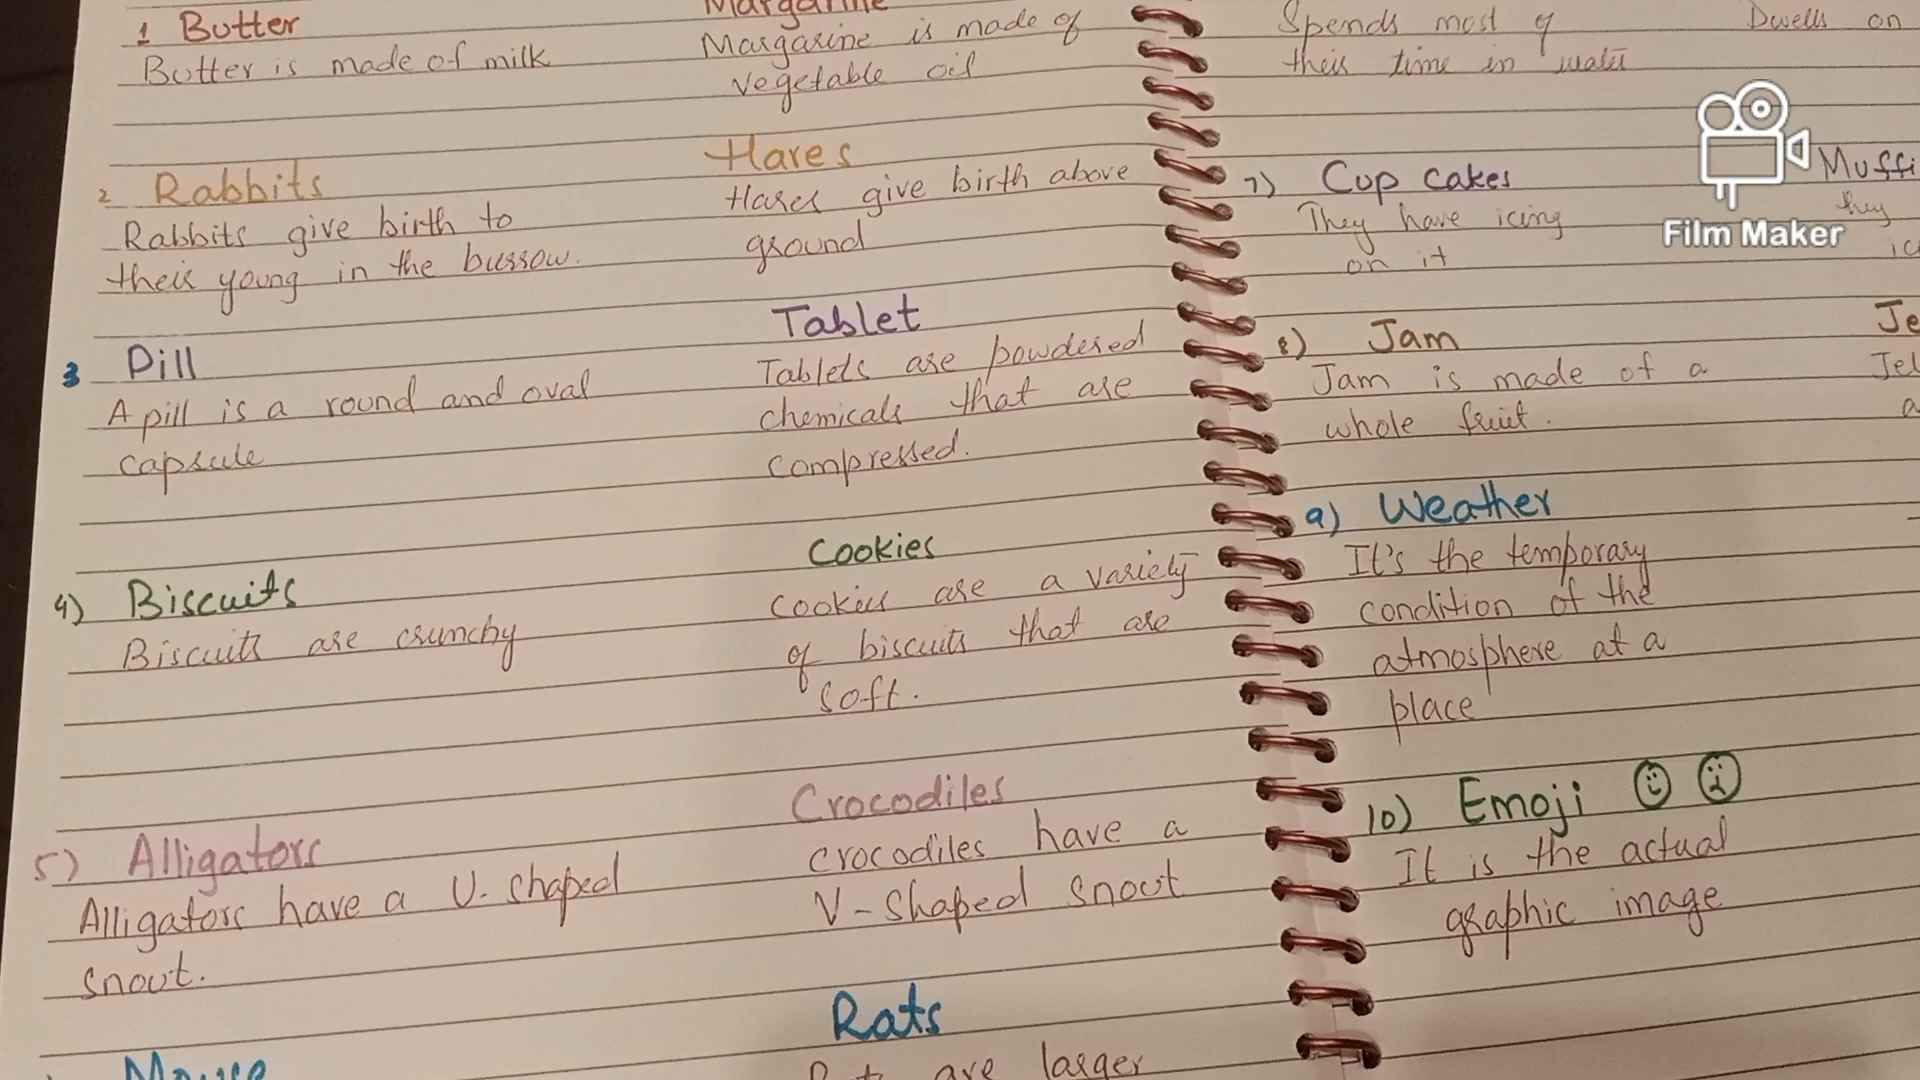 1 Butter
Butter is made of milk
Margarine
Margarine is made of
vegetable oil
2 Rabbits
Rabbits give birth to
their young in the burrow.
Hares
Hares give birth above
ground
3 Pill
A pill is a round and oval
capsule
Tablet
Tablets are powdered
chemicals that are
compressed.
4) Biscuits
Biscuits are crunchy
Cookies
Cookies are a variety
of biscuits that are
soft.
5) Alligators
Alligators have a U-shaped
snout.
Crocodiles
Crocodiles have a
V-shaped snout
Mouse
Rats
Rats are larger
Spends most of
their time in water
Dwells on
7) Cup cakes
They have icing
on it
8) Jam
Jam is made of a
whole fruit.
9) Weather
It's the temporary
condition of the
atmosphere at a
place
10) Emoji
It is the actual
graphic image
Film Maker